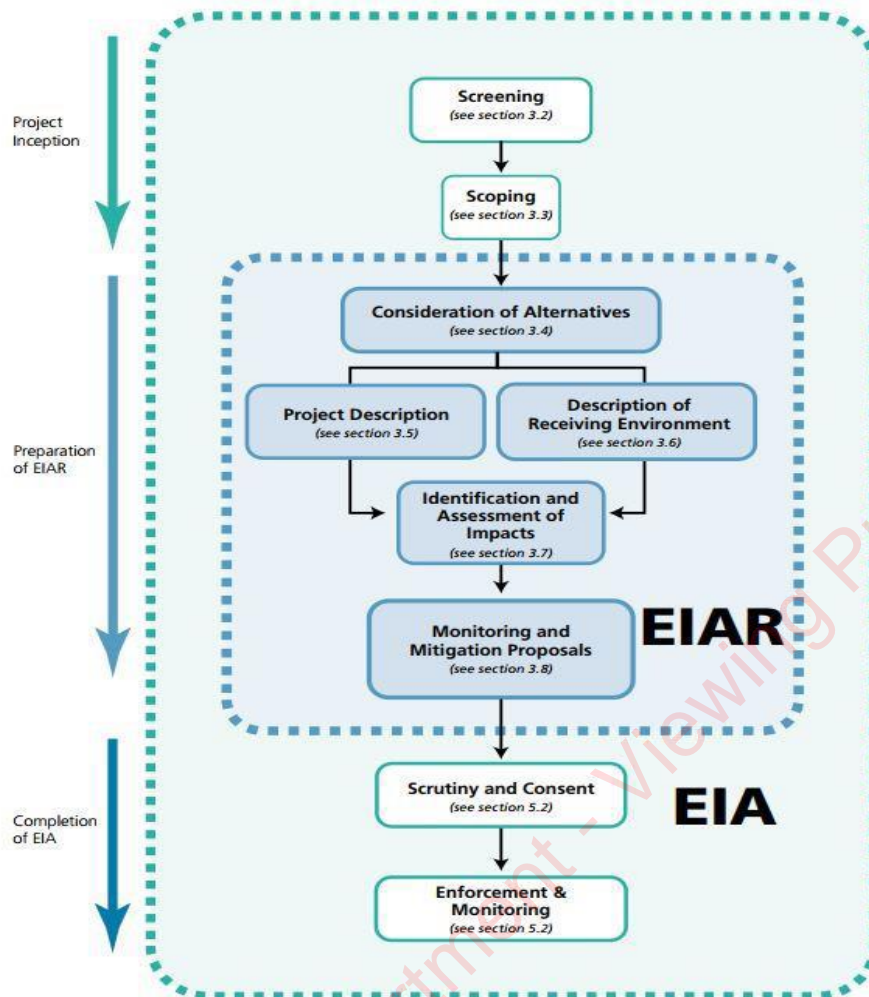 Project
Inception
Screening
(see section 3.2)
Scoping
(see section 3.3)
Consideration of Alternatives
(see section 3.4)
Project Description
(see section 3.5)
Description of
Receiving Environment
(see section 3.6)
Preparation
of EIAR
Identification and
Assessment of
Impacts
(see section 3.7)
Monitoring and
Mitigation Proposals
(see section 3.8)
EIAR
Scrutiny and Consent
(see section 5.2)
EIA
Completion
of EIA
Enforcement &
Monitoring
(see section 5.2)